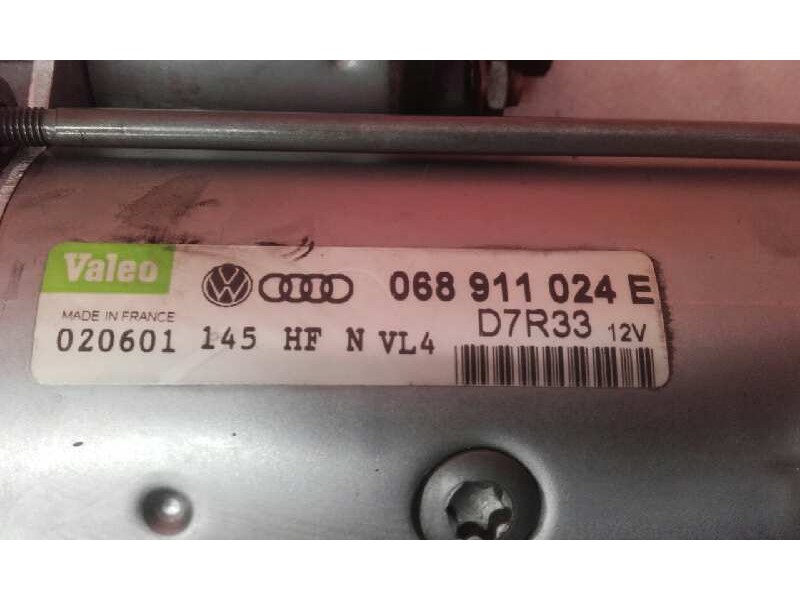 Valeo
068 911 024 E
MADE IN FRANCE
D7R33 12V
020601 145 HF N VL4